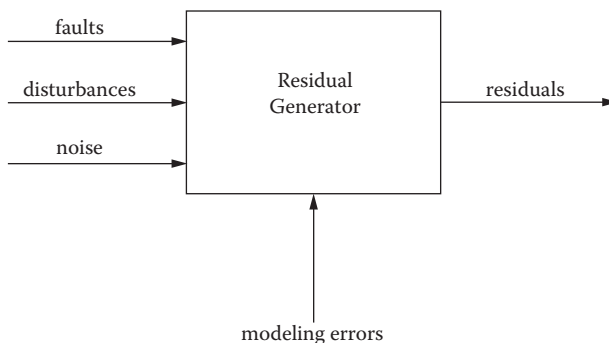 faults
disturbances
noise
Residual
Generator
residuals
modeling errors